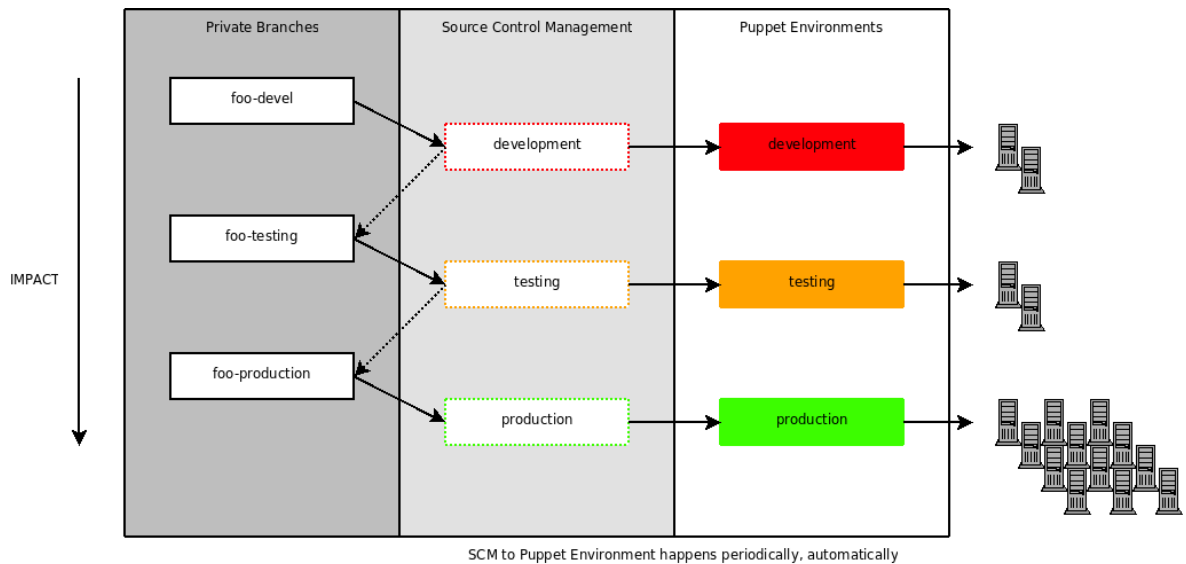 Private Branches
Source Control Management
Puppet Environments
foo-devel
development
development
foo-testing
IMPACT
testing
testing
foo-production
production
production
SCM to Puppet Environment happens periodically, automatically